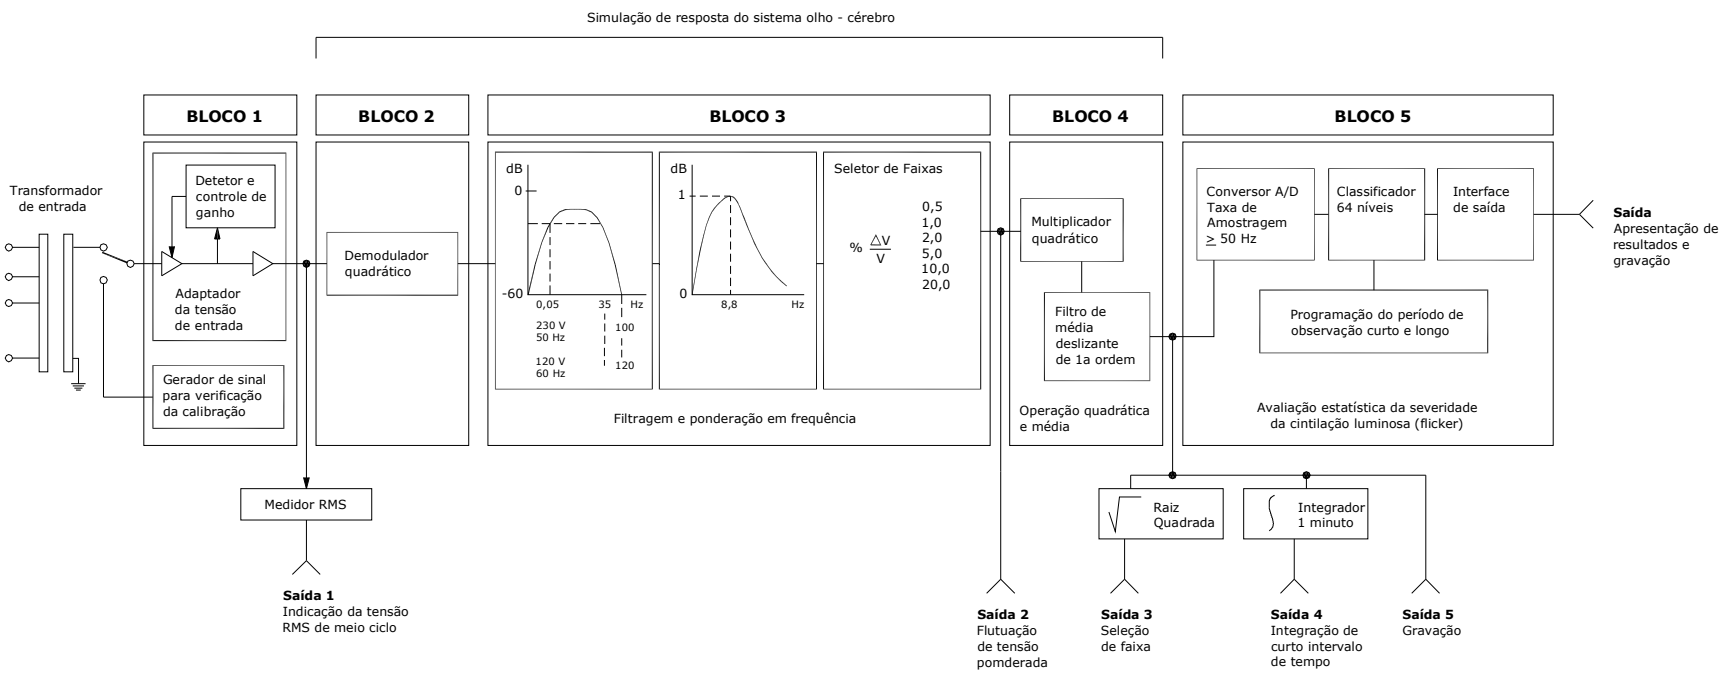 Simulação de resposta do sistema olho - cérebro
BLOCO 1
BLOCO 2
BLOCO 3
BLOCO 4
BLOCO 5
Transformador
de entrada
Detetor e
controle de
ganho
Adaptador
da tensão
de entrada
Gerador de sinal
para verificação
da calibração
Medidor RMS
Saída 1
Indicação da tensão
RMS de meio ciclo
Demodulador
quadrático
dB
0
-60
0,05
35
Hz
230 V
50 Hz
100
120 V
60 Hz
120
dB
1
0
8,8
Hz
Seletor de Faixas
% △V
V
0,5
1,0
2,0
5,0
10,0
20,0
Filtragem e ponderação em frequência
Multiplicador
quadrático
Filtro de
média
deslizante
de 1a ordem
Operação quadrática
e média
Conversor A/D
Taxa de
Amostragem
≥ 50 Hz
Classificador
64 níveis
Interface
de saída
Programação do período de
observação curto e longo
Avaliação estatística da severidade
da cintilação luminosa (flicker)
Saída
Apresentação de
resultados e
gravação
√ Raiz
Quadrada
∫ Integrador
1 minuto
Saída 2
Flutuação
de tensão
pomderada
Saída 3
Seleção
de faixa
Saída 4
Integração de
curto intervalo
de tempo
Saída 5
Gravação